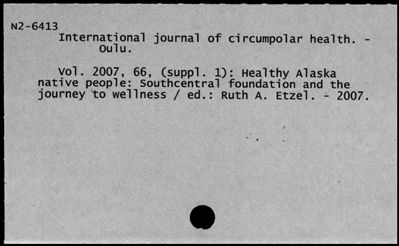 N2-6413
International journal of circumpolar health. -
Oulu.
Vol. 2007, 66, (suppl. 1): Healthy Alaska
native people: Southcentral foundation and the
journey to wellness / ed.: Ruth A. Etzel. - 2007.